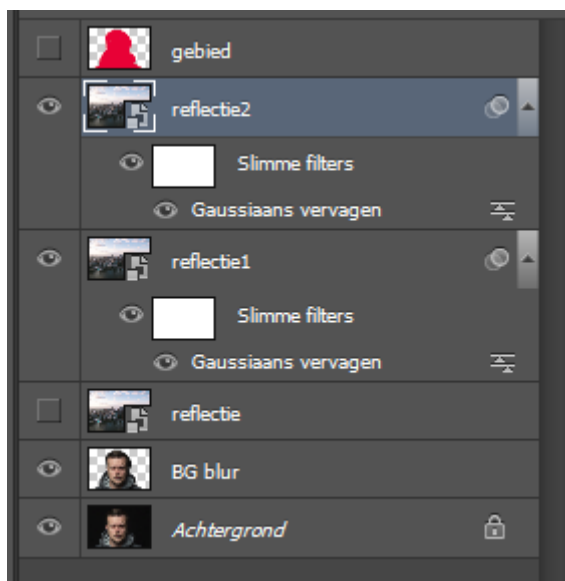 gebied
reflectie2
Slimme filters
Gaussiaans vervagen
reflectie1
Slimme filters
Gaussiaans vervagen
reflectie
BG blur
Achtergrond